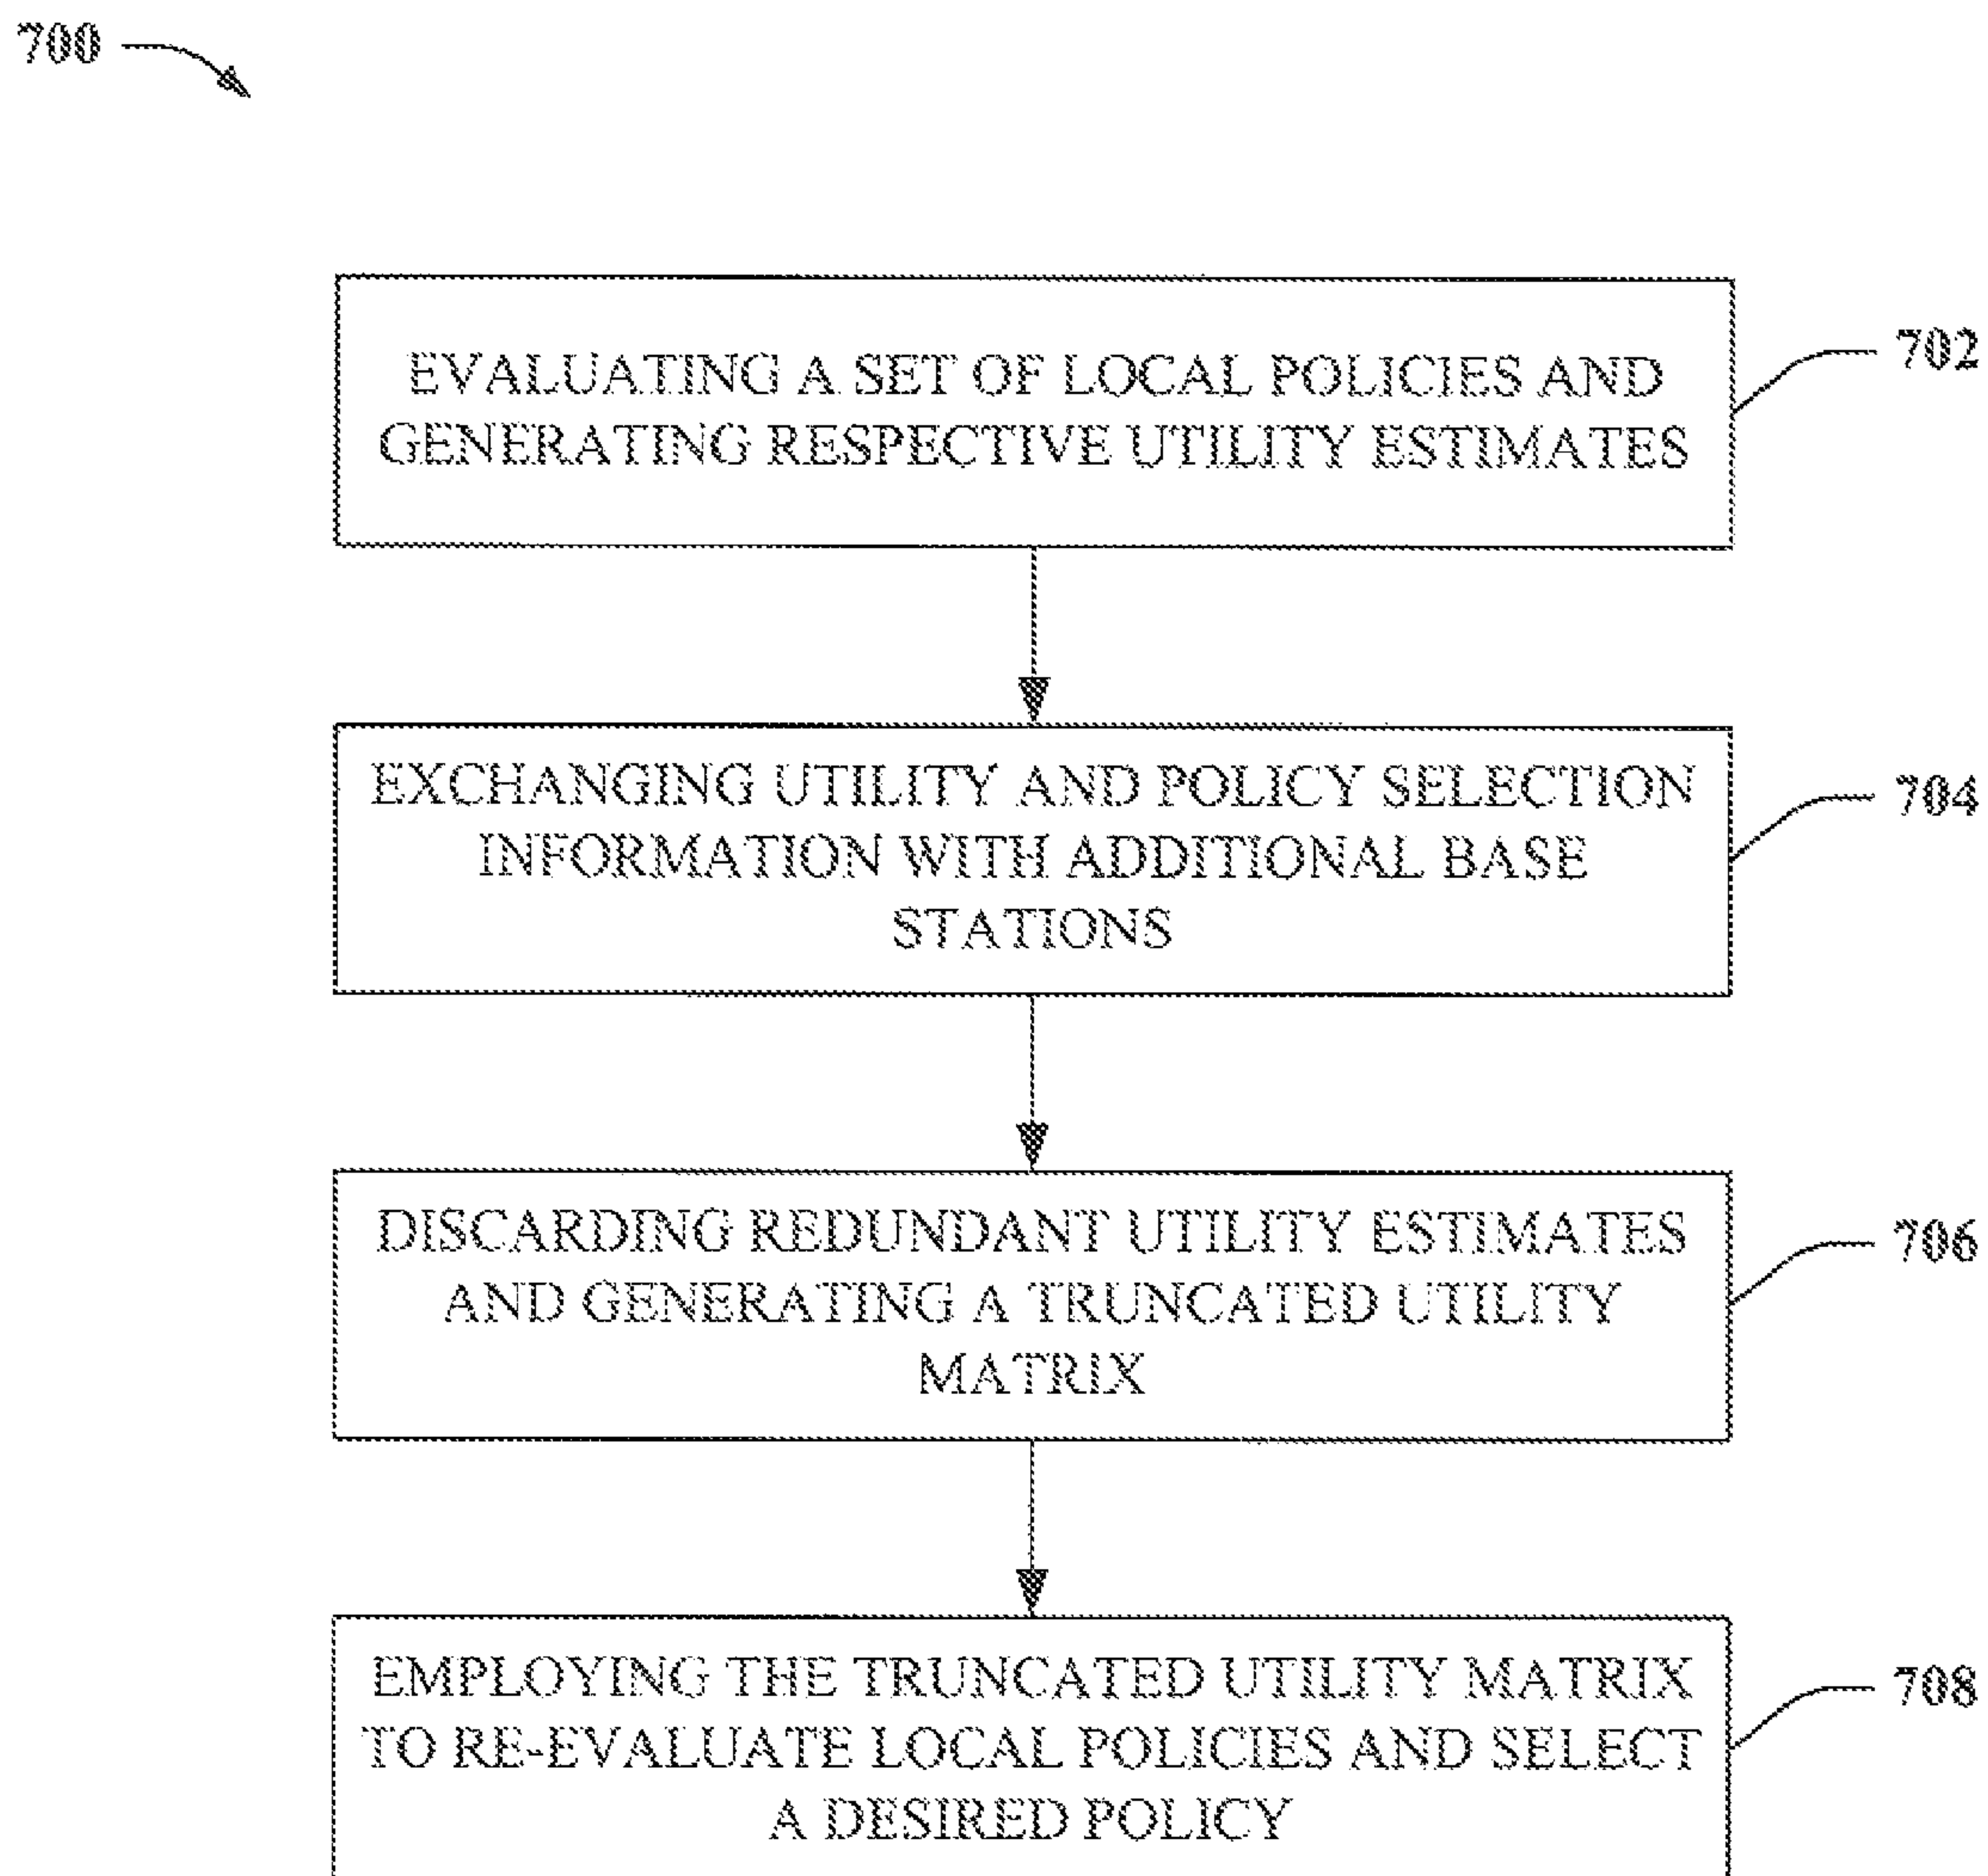 700
EVALUATING A SET OF LOCAL POLICIES AND
GENERATING RESPECTIVE UTILITY ESTIMATES
702
EXCHANGING UTILITY AND POLICY SELECTION
INFORMATION WITH ADDITIONAL BASE
STATIONS
704
DISCARDING REDUNDANT UTILITY ESTIMATES
AND GENERATING A TRUNCATED UTILITY
MATRIX
706
EMPLOYING THE TRUNCATED UTILITY MATRIX
TO RE-EVALUATE LOCAL POLICIES AND SELECT
A DESIRED POLICY
708